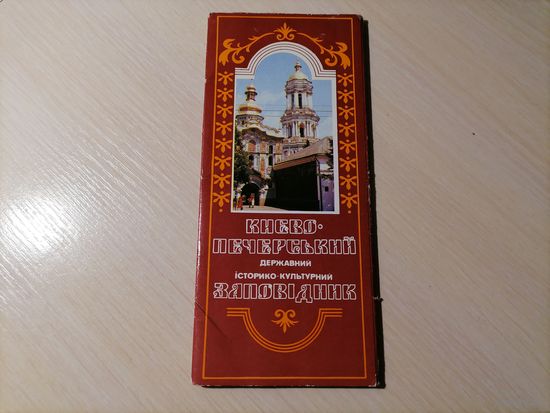 КИЄВО-
ПЕЧЕРСЬКИЙ
ДЕРЖАВНИЙ
ІСТОРИКО-КУЛЬТУРНИЙ
ЗАПОВІДНИК